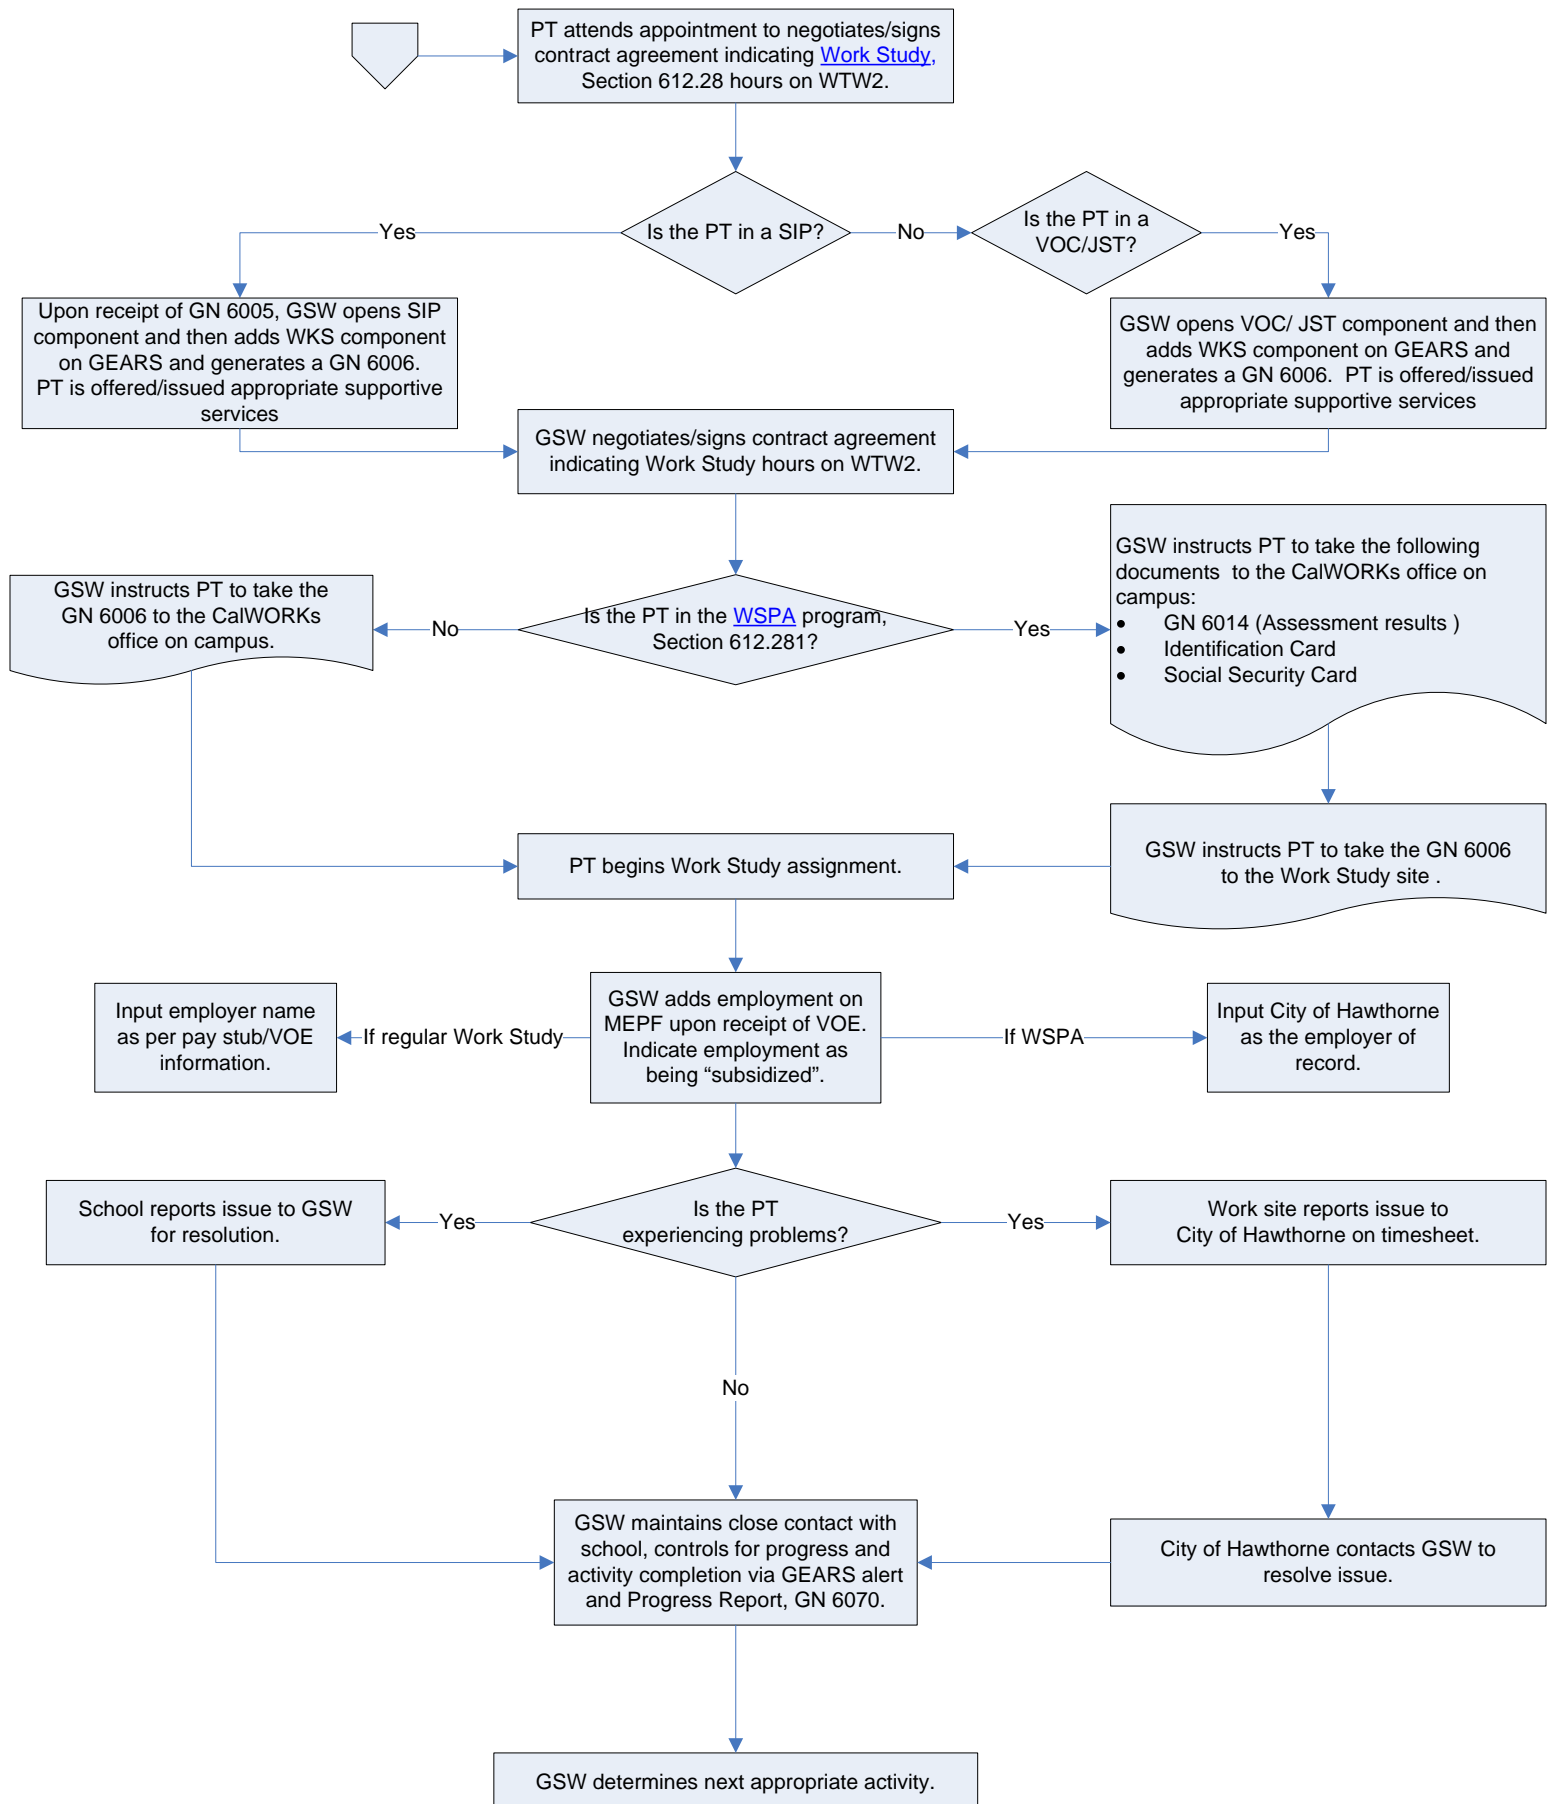 PT attends appointment to negotiates/signs
contract agreement indicating Work Study,
Section 612.28 hours on WTW2.
Is the PT in a SIP?
Yes
No
Is the PT in a
VOC/JST?
Yes
Upon receipt of GN 6005, GSW opens SIP
component and then adds WKS component
on GEARS and generates a GN 6006.
PT is offered/issued appropriate supportive
services
GSW opens VOC/ JST component and then
adds WKS component on GEARS and
generates a GN 6006.  PT is offered/issued
appropriate supportive services
GSW negotiates/signs contract agreement
indicating Work Study hours on WTW2.
Is the PT in the WSPA program,
Section 612.281?
No
Yes
GSW instructs PT to take the
GN 6006 to the CalWORKs
office on campus.
GSW instructs PT to take the following
documents  to the CalWORKs office on
campus:
• GN 6014 (Assessment results )
• Identification Card
• Social Security Card
GSW instructs PT to take the GN 6006
to the Work Study site .
PT begins Work Study assignment.
GSW adds employment on
MEPF upon receipt of VOE.
Indicate employment as
being “subsidized”.
If regular Work Study
Input employer name
as per pay stub/VOE
information.
If WSPA
Input City of Hawthorne
as the employer of
record.
Is the PT
experiencing problems?
Yes
School reports issue to GSW
for resolution.
Yes
Work site reports issue to
City of Hawthorne on timesheet.
No
GSW maintains close contact with
school, controls for progress and
activity completion via GEARS alert
and Progress Report, GN 6070.
City of Hawthorne contacts GSW to
resolve issue.
GSW determines next appropriate activity.